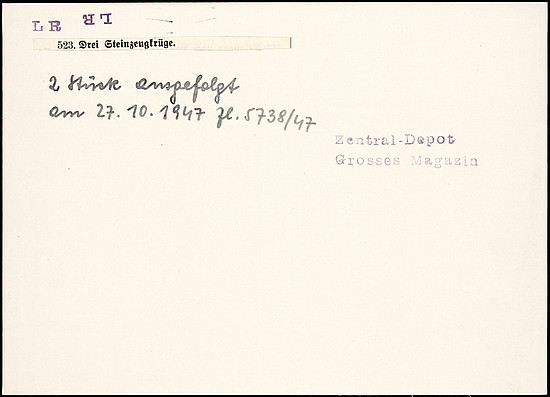 LR LR
523. Drei Steinzeugkrüge.
2 Stück ausgefolgt
am 27.10.1947 Zl. 5738/47
Zentral-Depot
Grosses Magazin